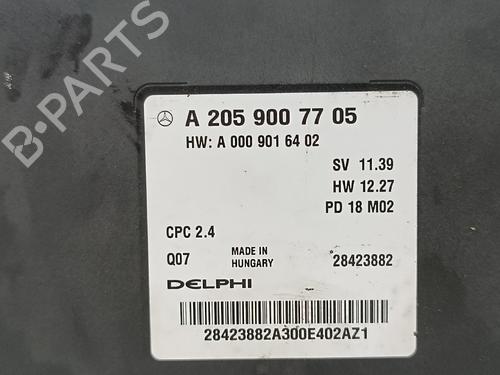 A 205 900 77 05
HW: A 000 901 64 02
SV 11.39
HW 12.27
PD 18 M02
CPC 2.4
Q07
MADE IN
HUNGARY
28423882
DELPHI
28423882A300E402AZ1
B-PARTS